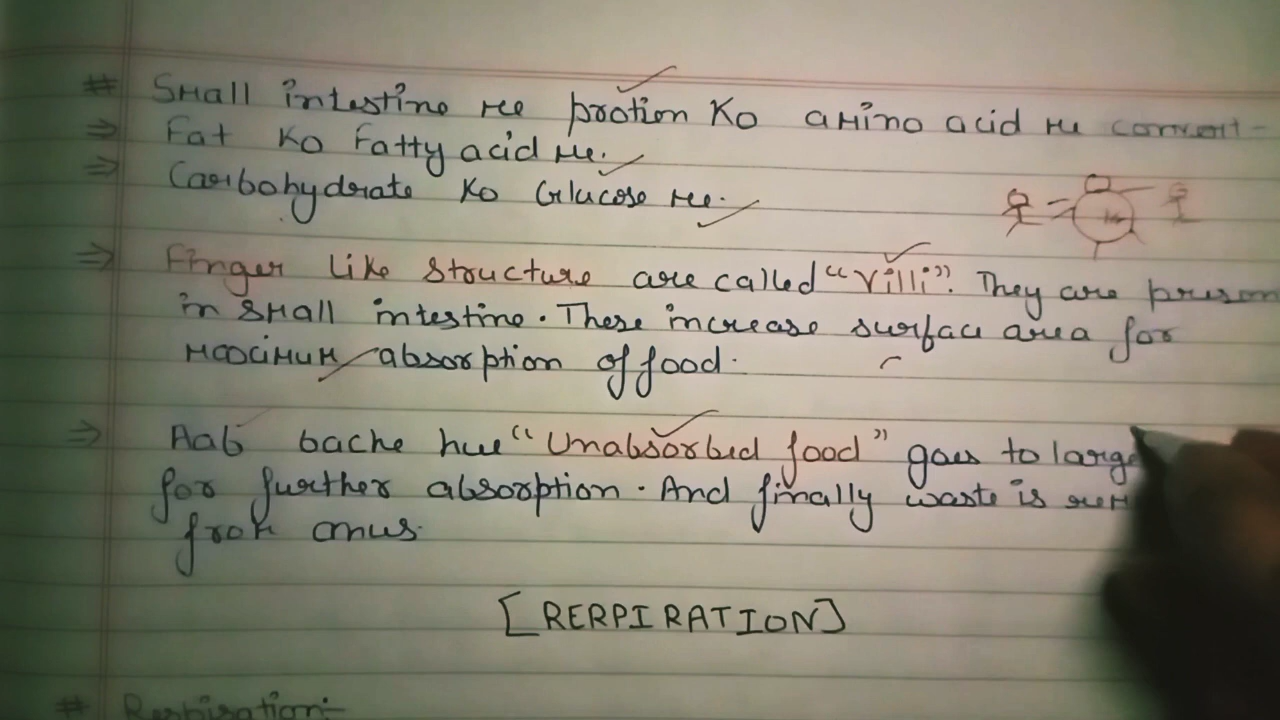 # Small intestine me protion Ko amino acid me convert-
⇒ Fat Ko Fatty acid me.
⇒ Carbohydrate Ko Glucose me.
⇒ Finger like structure are called "Villi". They are
in small intestine. These increase surface area for
maximum absorption of food.
⇒ Aab bache hue "Unabsorbed food" goes to large
for further absorption. And finally waste is
from anus.
[RERPIRATION]
# Respiration:-